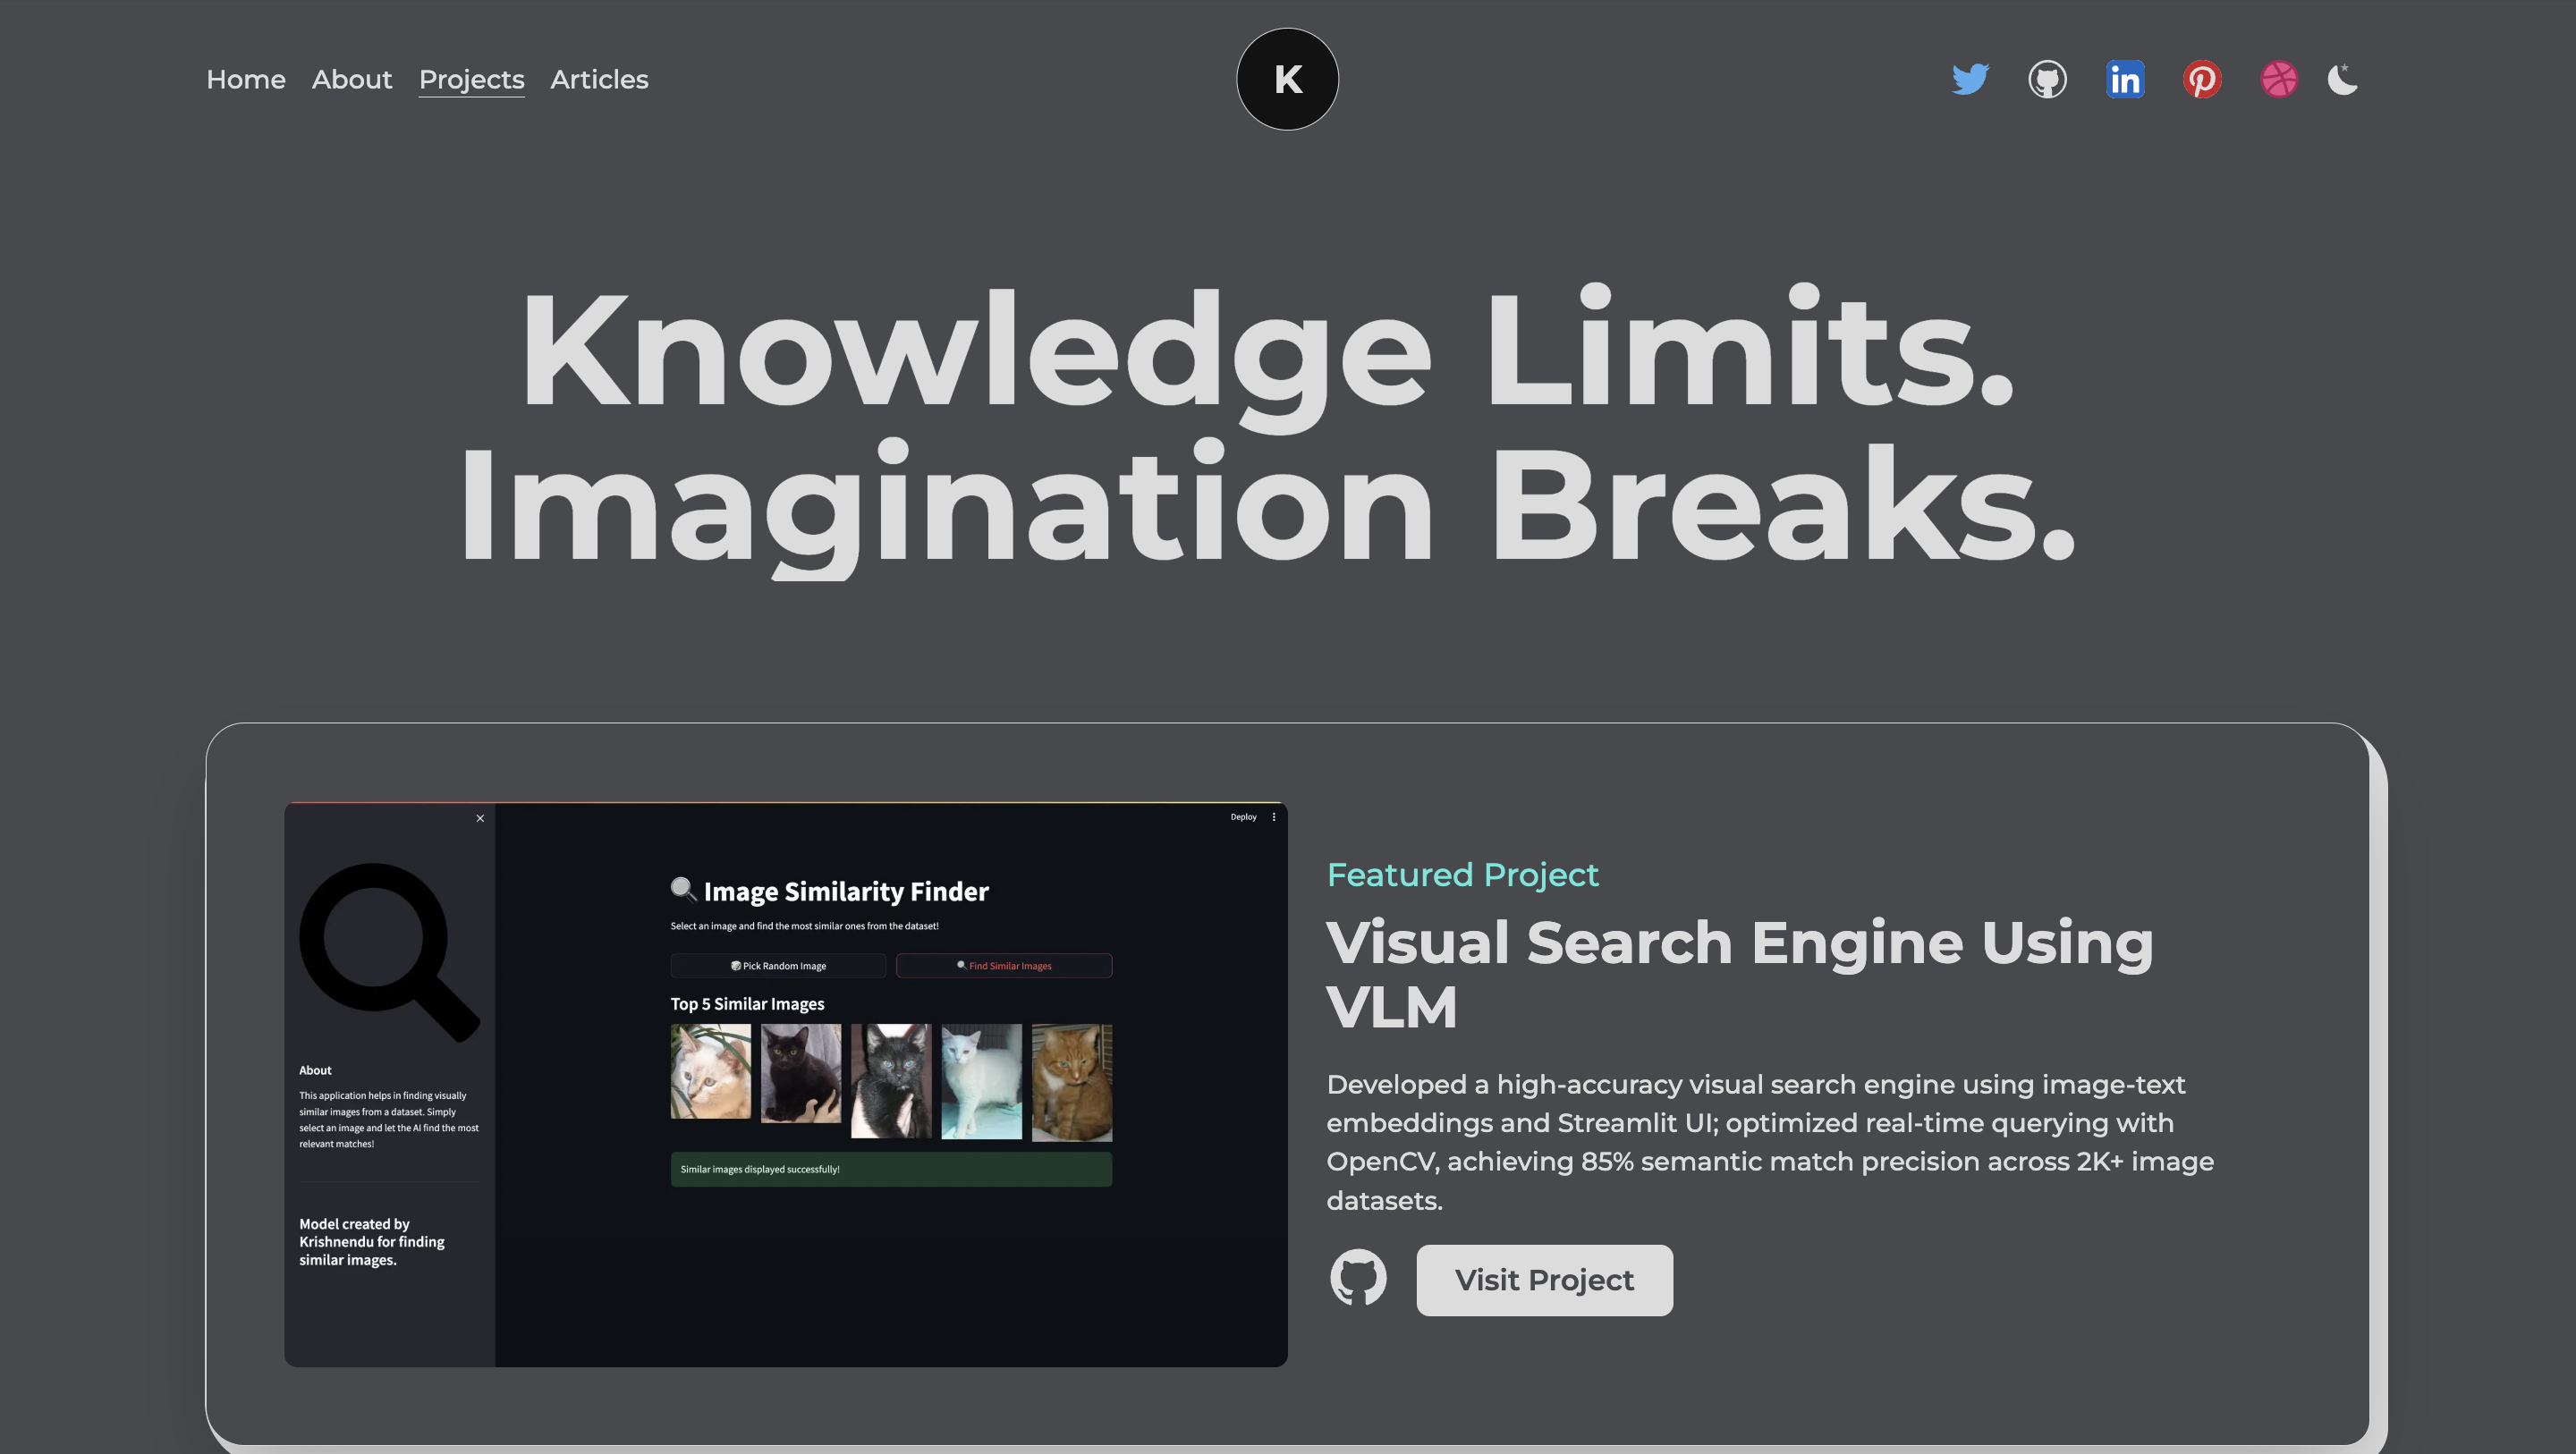 Home About Projects Articles
K
Knowledge Limits.
Imagination Breaks.
Deploy
Image Similarity Finder
Select an image and find the most similar ones from the dataset!
Pick Random Image
Find Similar Images
Top 5 Similar Images
Similar images displayed successfully!
About
This application helps in finding visually
similar images from a dataset. Simply
select an image and let the AI find the most
relevant matches!
Model created by
Krishnendu for finding
similar images.
Featured Project
Visual Search Engine Using
VLM
Developed a high-accuracy visual search engine using image-text
embeddings and Streamlit UI; optimized real-time querying with
OpenCV, achieving 85% semantic match precision across 2K+ image
datasets.
Visit Project